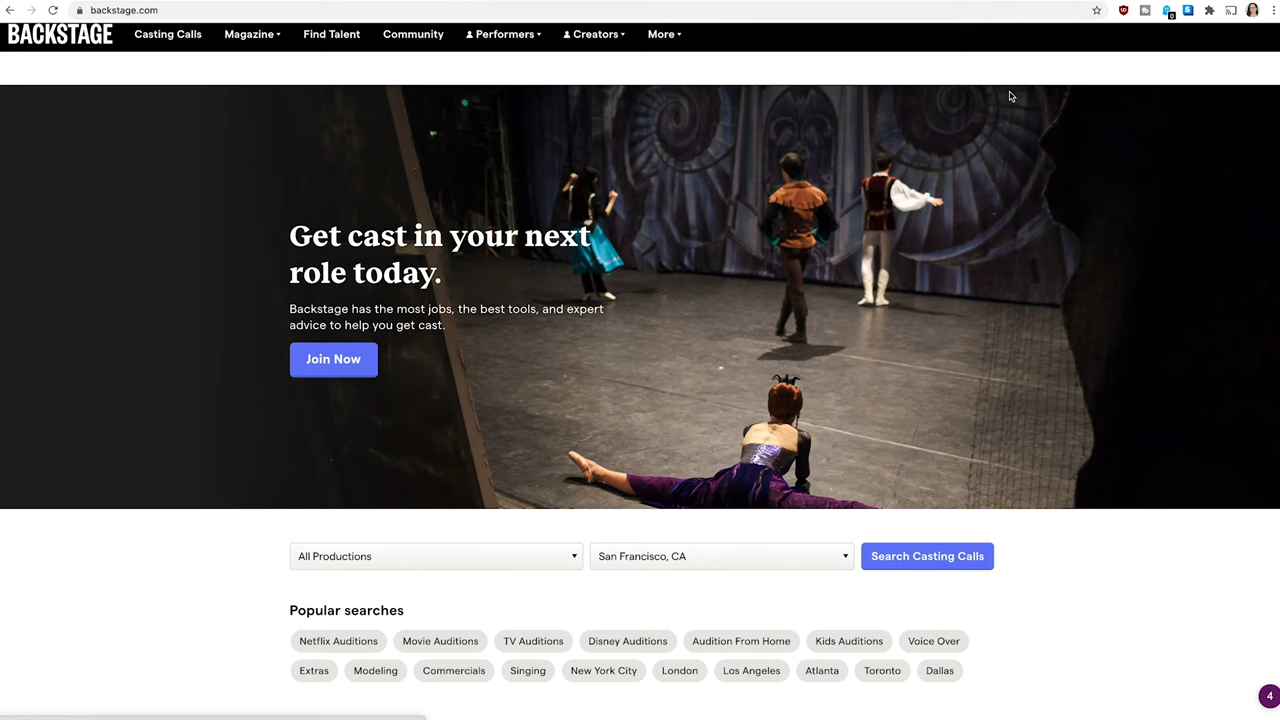 backstage.com
0
BACKSTAGE
Casting Calls
Magazine
Find Talent
Community
Performers
Creators
More
Get cast in your next
role today.
Backstage has the most jobs, the best tools, and expert
advice to help you get cast.
Join Now
All Productions
San Francisco, CA
Search Casting Calls
Popular searches
Netflix Auditions
Movie Auditions
TV Auditions
Disney Auditions
Audition From Home
Kids Auditions
Voice Over
Extras
Modeling
Commercials
Singing
New York City
London
Los Angeles
Atlanta
Toronto
Dallas
4